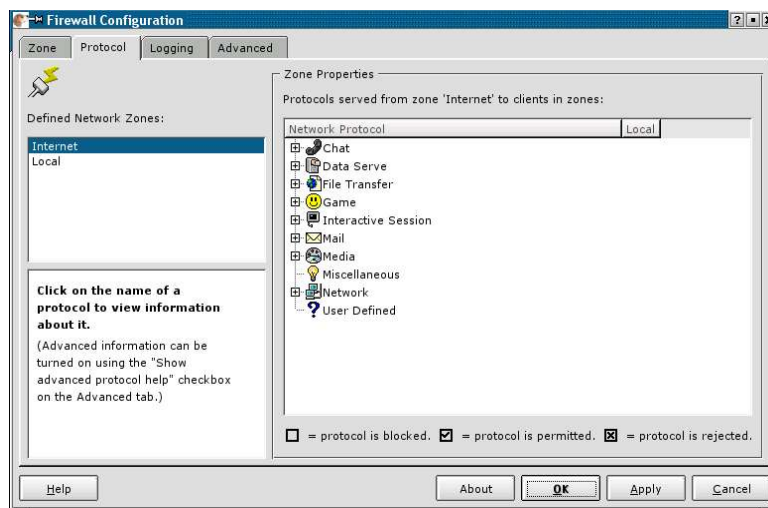 Firewall Configuration
Zone
Protocol
Logging
Advanced
Defined Network Zones:
Internet
Local
Click on the name of a
protocol to view information
about it.
(Advanced information can be
turned on using the "Show
advanced protocol help" checkbox
on the Advanced tab.)
Zone Properties
Protocols served from zone 'Internet' to clients in zones:
Network Protocol
Local
Chat
Data Serve
File Transfer
Game
Interactive Session
Mail
Media
Miscellaneous
Network
User Defined
= protocol is blocked. = protocol is permitted. = protocol is rejected.
Help
About
OK
Apply
Cancel